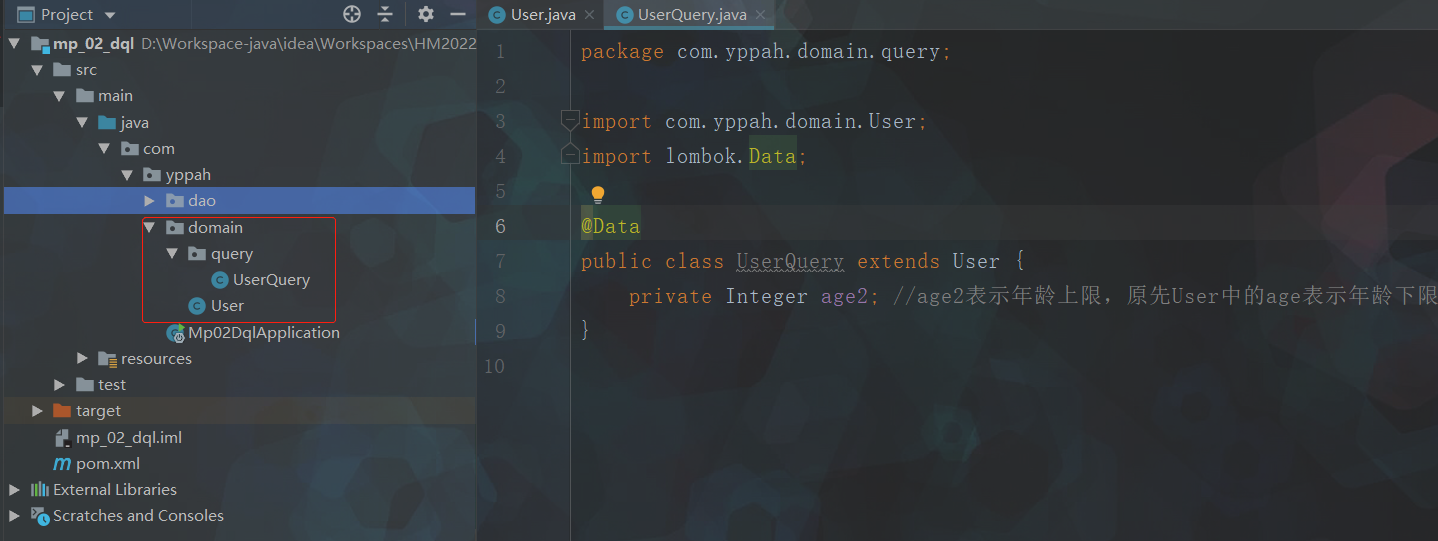 Project
mp_02_dql D:\Workspace-java\idea\Workspaces\HM2022
src
main
java
com
yppah
dao
domain
query
UserQuery
User
Mp02DqlApplication
resources
test
target
mp_02_dql.iml
pom.xml
External Libraries
Scratches and Consoles
User.java
UserQuery.java
1 package com.yppah.domain.query;
2
3 import com.yppah.domain.User;
4 import lombok.Data;
5
6 @Data
7 public class UserQuery extends User {
8 private Integer age2; //age2表示年龄上限，原先User中的age表示年龄下限
9 }
10